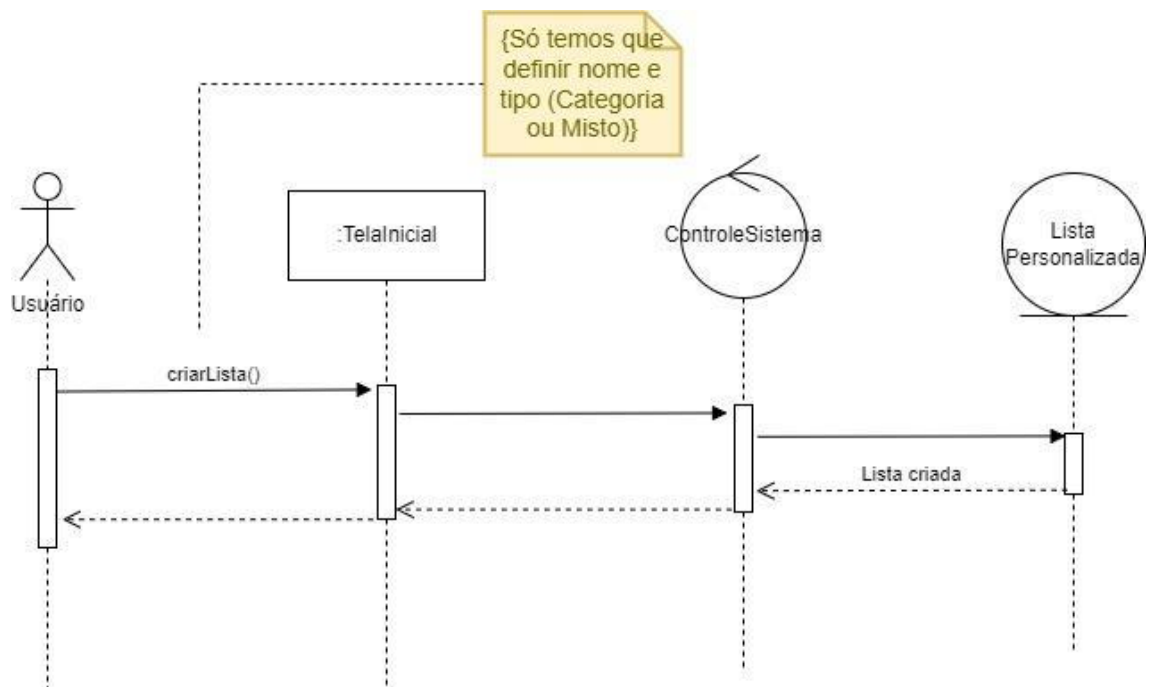 {Só temos que
definir nome e
tipo (Categoria
ou Misto)}
:TelaInicial
ControleSistema
Lista
Personalizada
Usuário
criarLista()
Lista criada